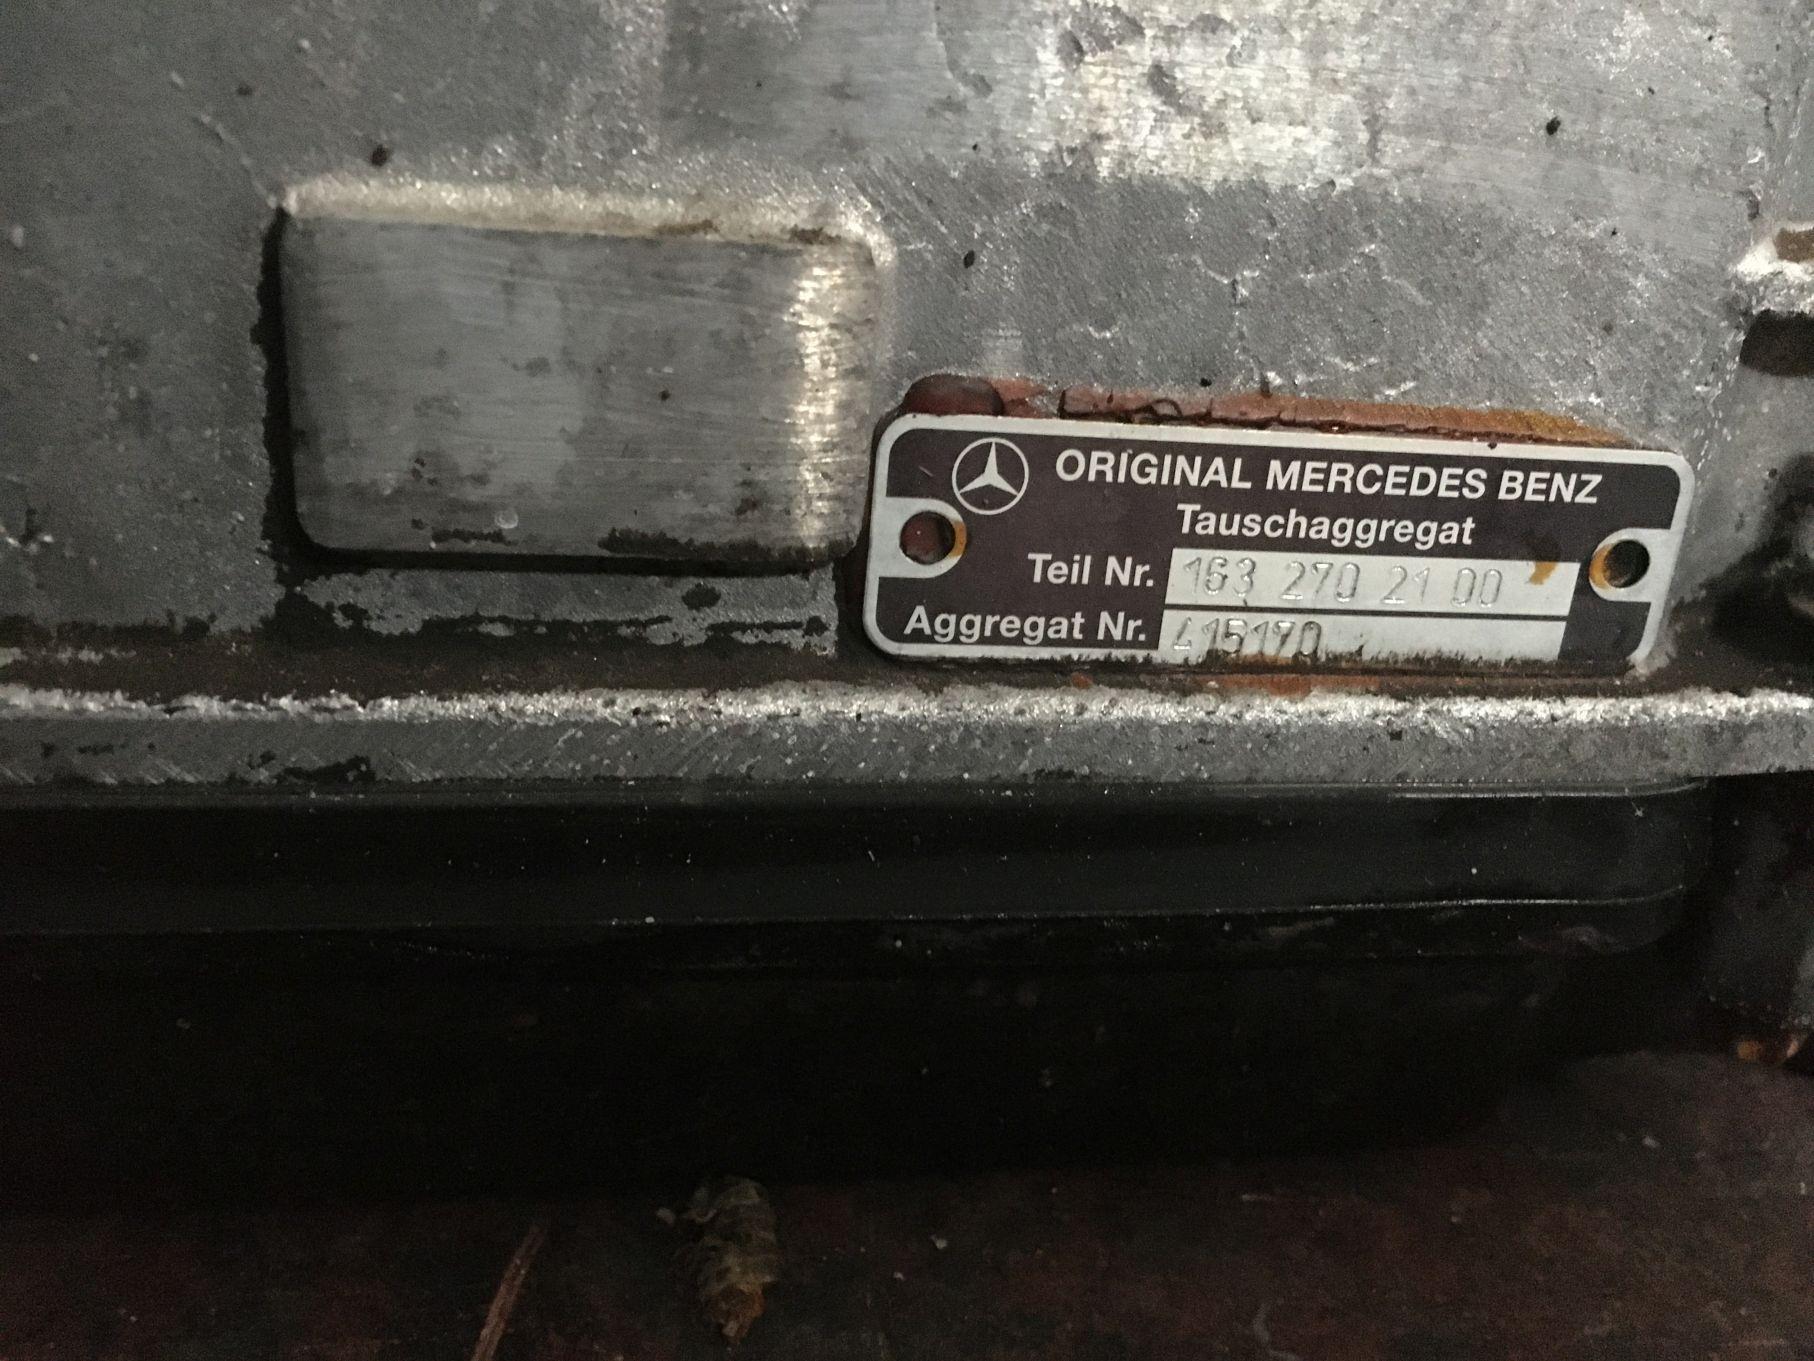 ORIGINAL MERCEDES BENZ
Tauschaggregat
Teil Nr. 163 270 21 00
Aggregat Nr. 415170